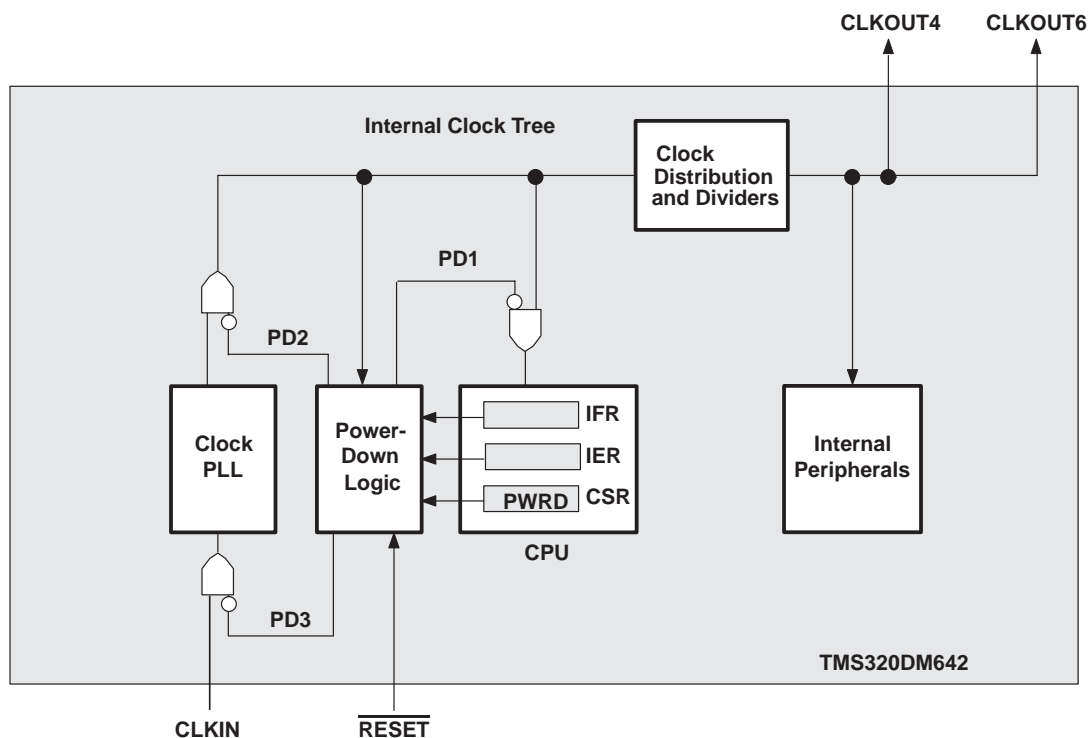 CLKOUT4
CLKOUT6
Internal Clock Tree
Clock
Distribution
and Dividers
PD1
PD2
Clock
PLL
Power-
Down
Logic
IFR
IER
PWRD
CSR
CPU
Internal
Peripherals
PD3
TMS320DM642
CLKIN
RESET